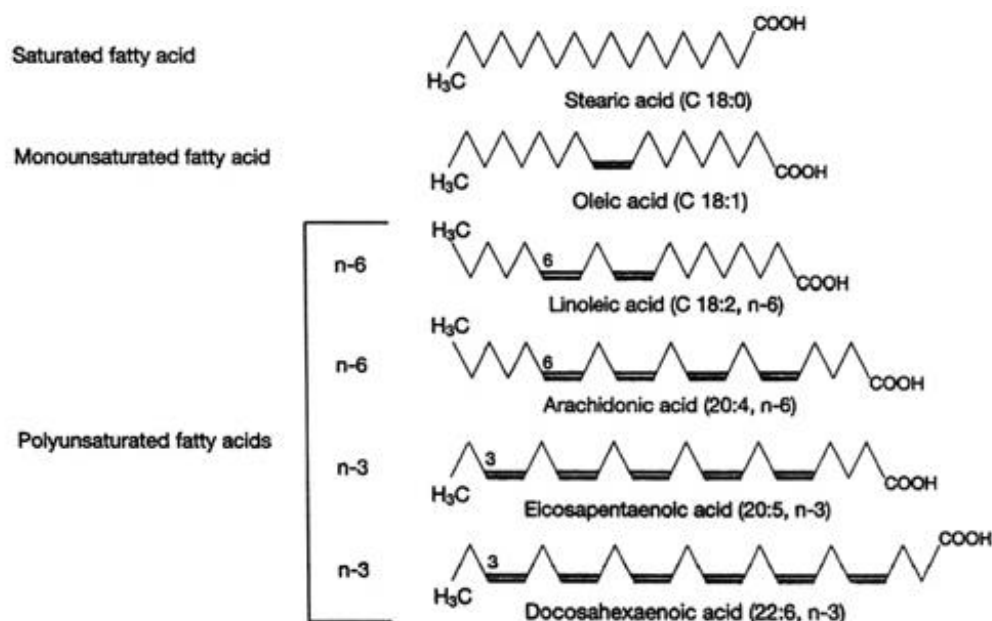 COOH
Saturated fatty acid
H₃C
Stearic acid (C 18:0)
Monounsaturated fatty acid
H₃C
COOH
Oleic acid (C 18:1)
H₃C
n-6
6
COOH
Linoleic acid (C 18:2, n-6)
H₃C
n-6
6
COOH
Arachidonic acid (20:4, n-6)
Polyunsaturated fatty acids
n-3
3
H₃C
COOH
Eicosapentaenoic acid (20:5, n-3)
COOH
n-3
3
H₃C
Docosahexaenoic acid (22:6, n-3)